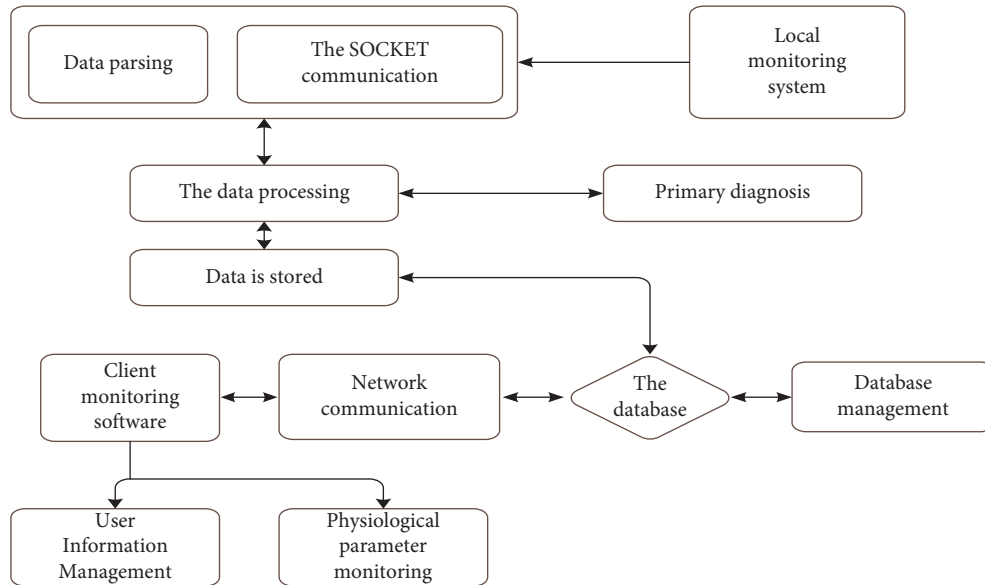 Data parsing
The SOCKET
communication
Local
monitoring
system
The data processing
Primary diagnosis
Data is stored
Client
monitoring
software
Network
communication
The
database
Database
management
User
Information
Management
Physiological
parameter
monitoring